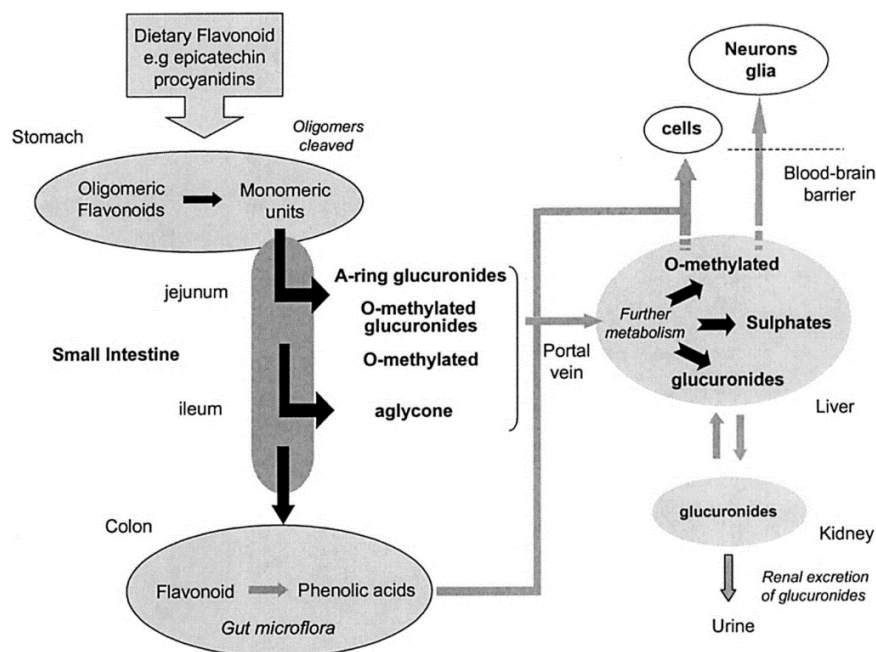 Dietary Flavonoid
e.g epicatechin
procyanidins
Stomach
Oligomers
cleaved
Oligomeric
Flavonoids
Monomeric
units
jejunum
Small Intestine
ileum
A-ring glucuronides
O-methylated
glucuronides
O-methylated
aglycone
Colon
Flavonoid
Phenolic acids
Gut microflora
Portal
vein
Neurons
glia
cells
Blood-brain
barrier
O-methylated
Further
metabolism
Sulphates
glucuronides
Liver
glucuronides
Kidney
Renal excretion
of glucuronides
Urine